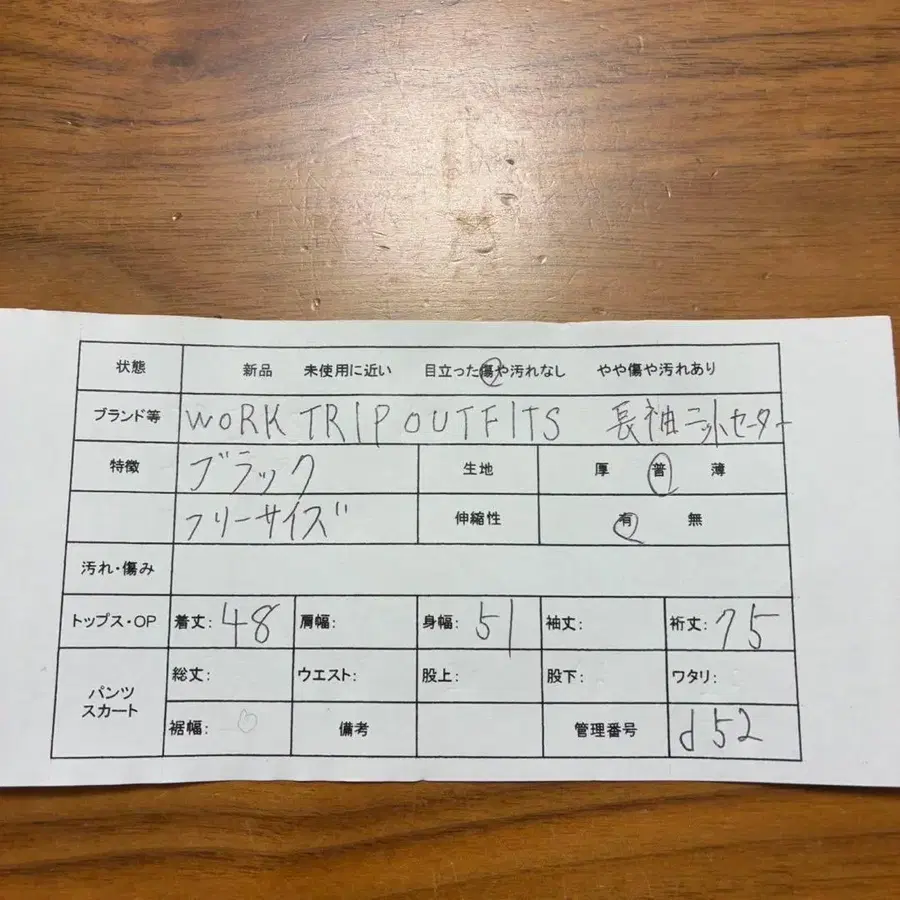 状態 新品 未使用に近い 目立った傷や汚れなし やや傷や汚れあり
ブランド等 WORK TRIP OUTFITS 長袖ニットセーター
特徴 ブラック 生地 厚 普 薄
フリーサイズ 伸縮性 有 無
汚れ・傷み
トップス・OP 着丈: 48 肩幅: 身幅: 51 袖丈: 裄丈: 75
パンツ スカート 総丈: ウエスト: 股上: 股下: ワタリ:
裾幅: 備考 管理番号 d52